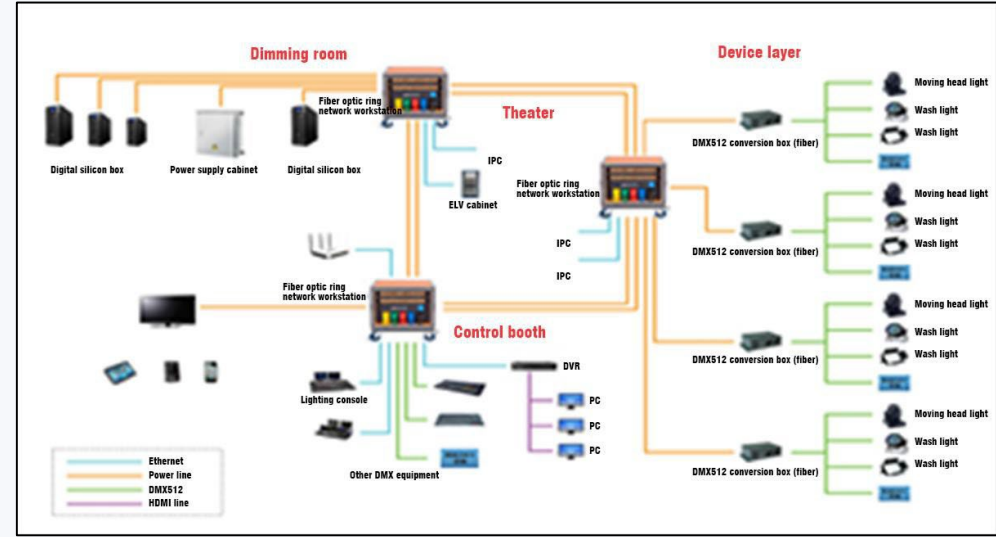 Dimming room
Device layer
Theater
Fiber optic ring
network workstation
Digital silicon box
Power supply cabinet
Digital silicon box
IPC
ELV cabinet
Fiber optic ring
network workstation
IPC
IPC
Fiber optic ring
network workstation
Control booth
Lighting console
DVR
PC
PC
PC
Other DMX equipment
DMX512 conversion box (fiber)
Moving head light
Wash light
Wash light
DMX512 conversion box (fiber)
Moving head light
Wash light
Wash light
DMX512 conversion box (fiber)
Moving head light
Wash light
Wash light
DMX512 conversion box (fiber)
Moving head light
Wash light
Wash light
Ethernet
Power line
DMX512
HDMI line